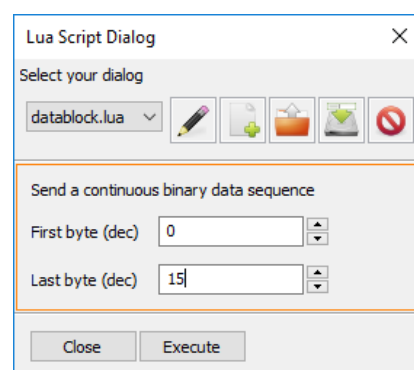 Lua Script Dialog
Select your dialog
datablock.lua
Send a continuous binary data sequence
First byte (dec) 0
Last byte (dec) 15
Close Execute